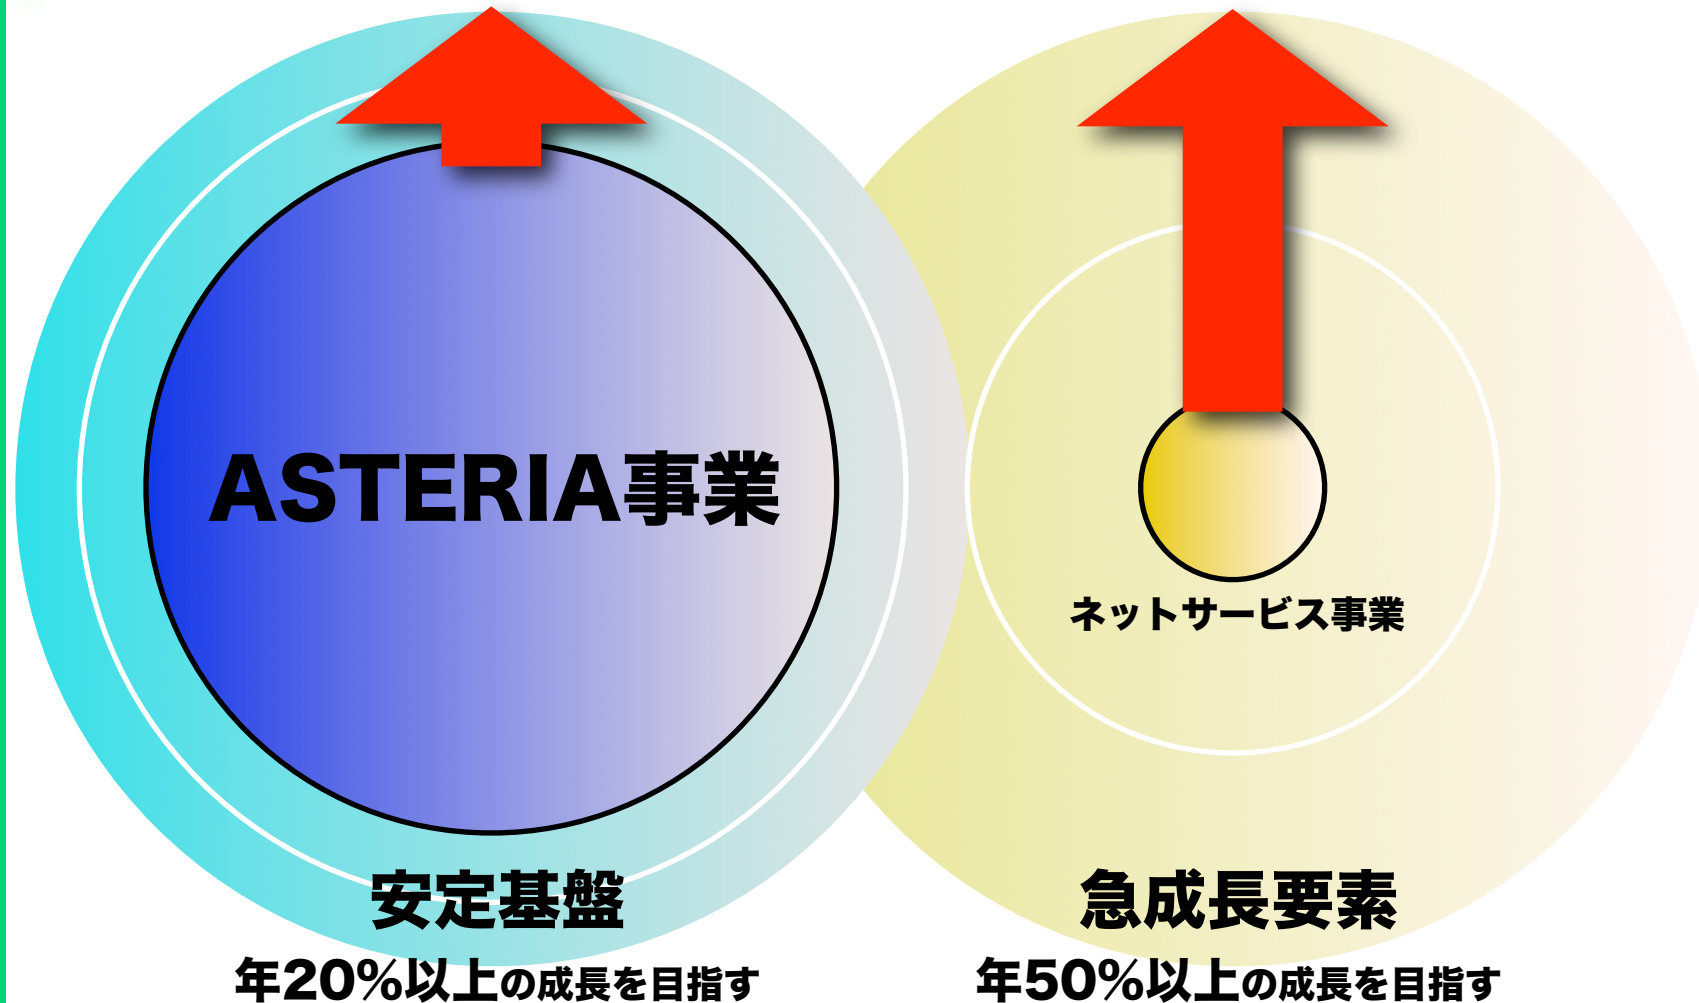 ASTERIA事業
ネットサービス事業
安定基盤
急成長要素
年20%以上の成長を目指す
年50%以上の成長を目指す